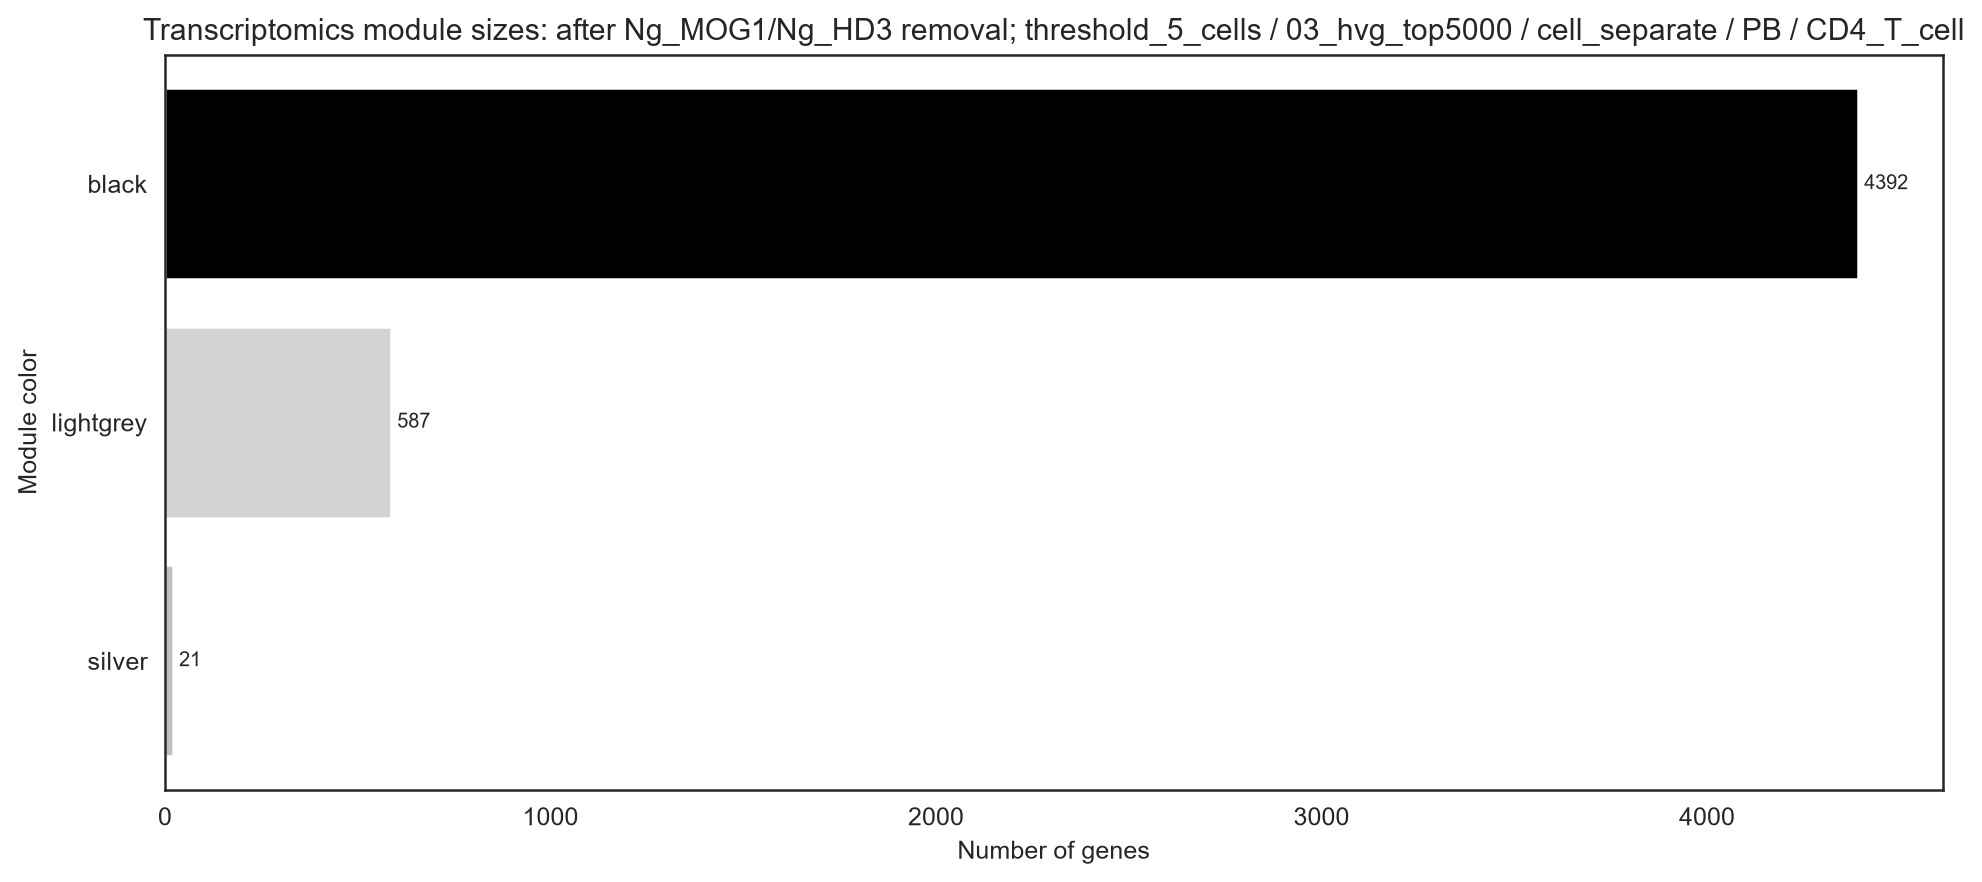 Transcriptomics module sizes: after Ng_MOG1/Ng_HD3 removal; threshold_5_cells / 03_hvg_top5000 / cell_separate / PB / CD4_T_cell
black
4392
Module color
lightgrey
587
silver
21
0 1000 2000 3000 4000
Number of genes